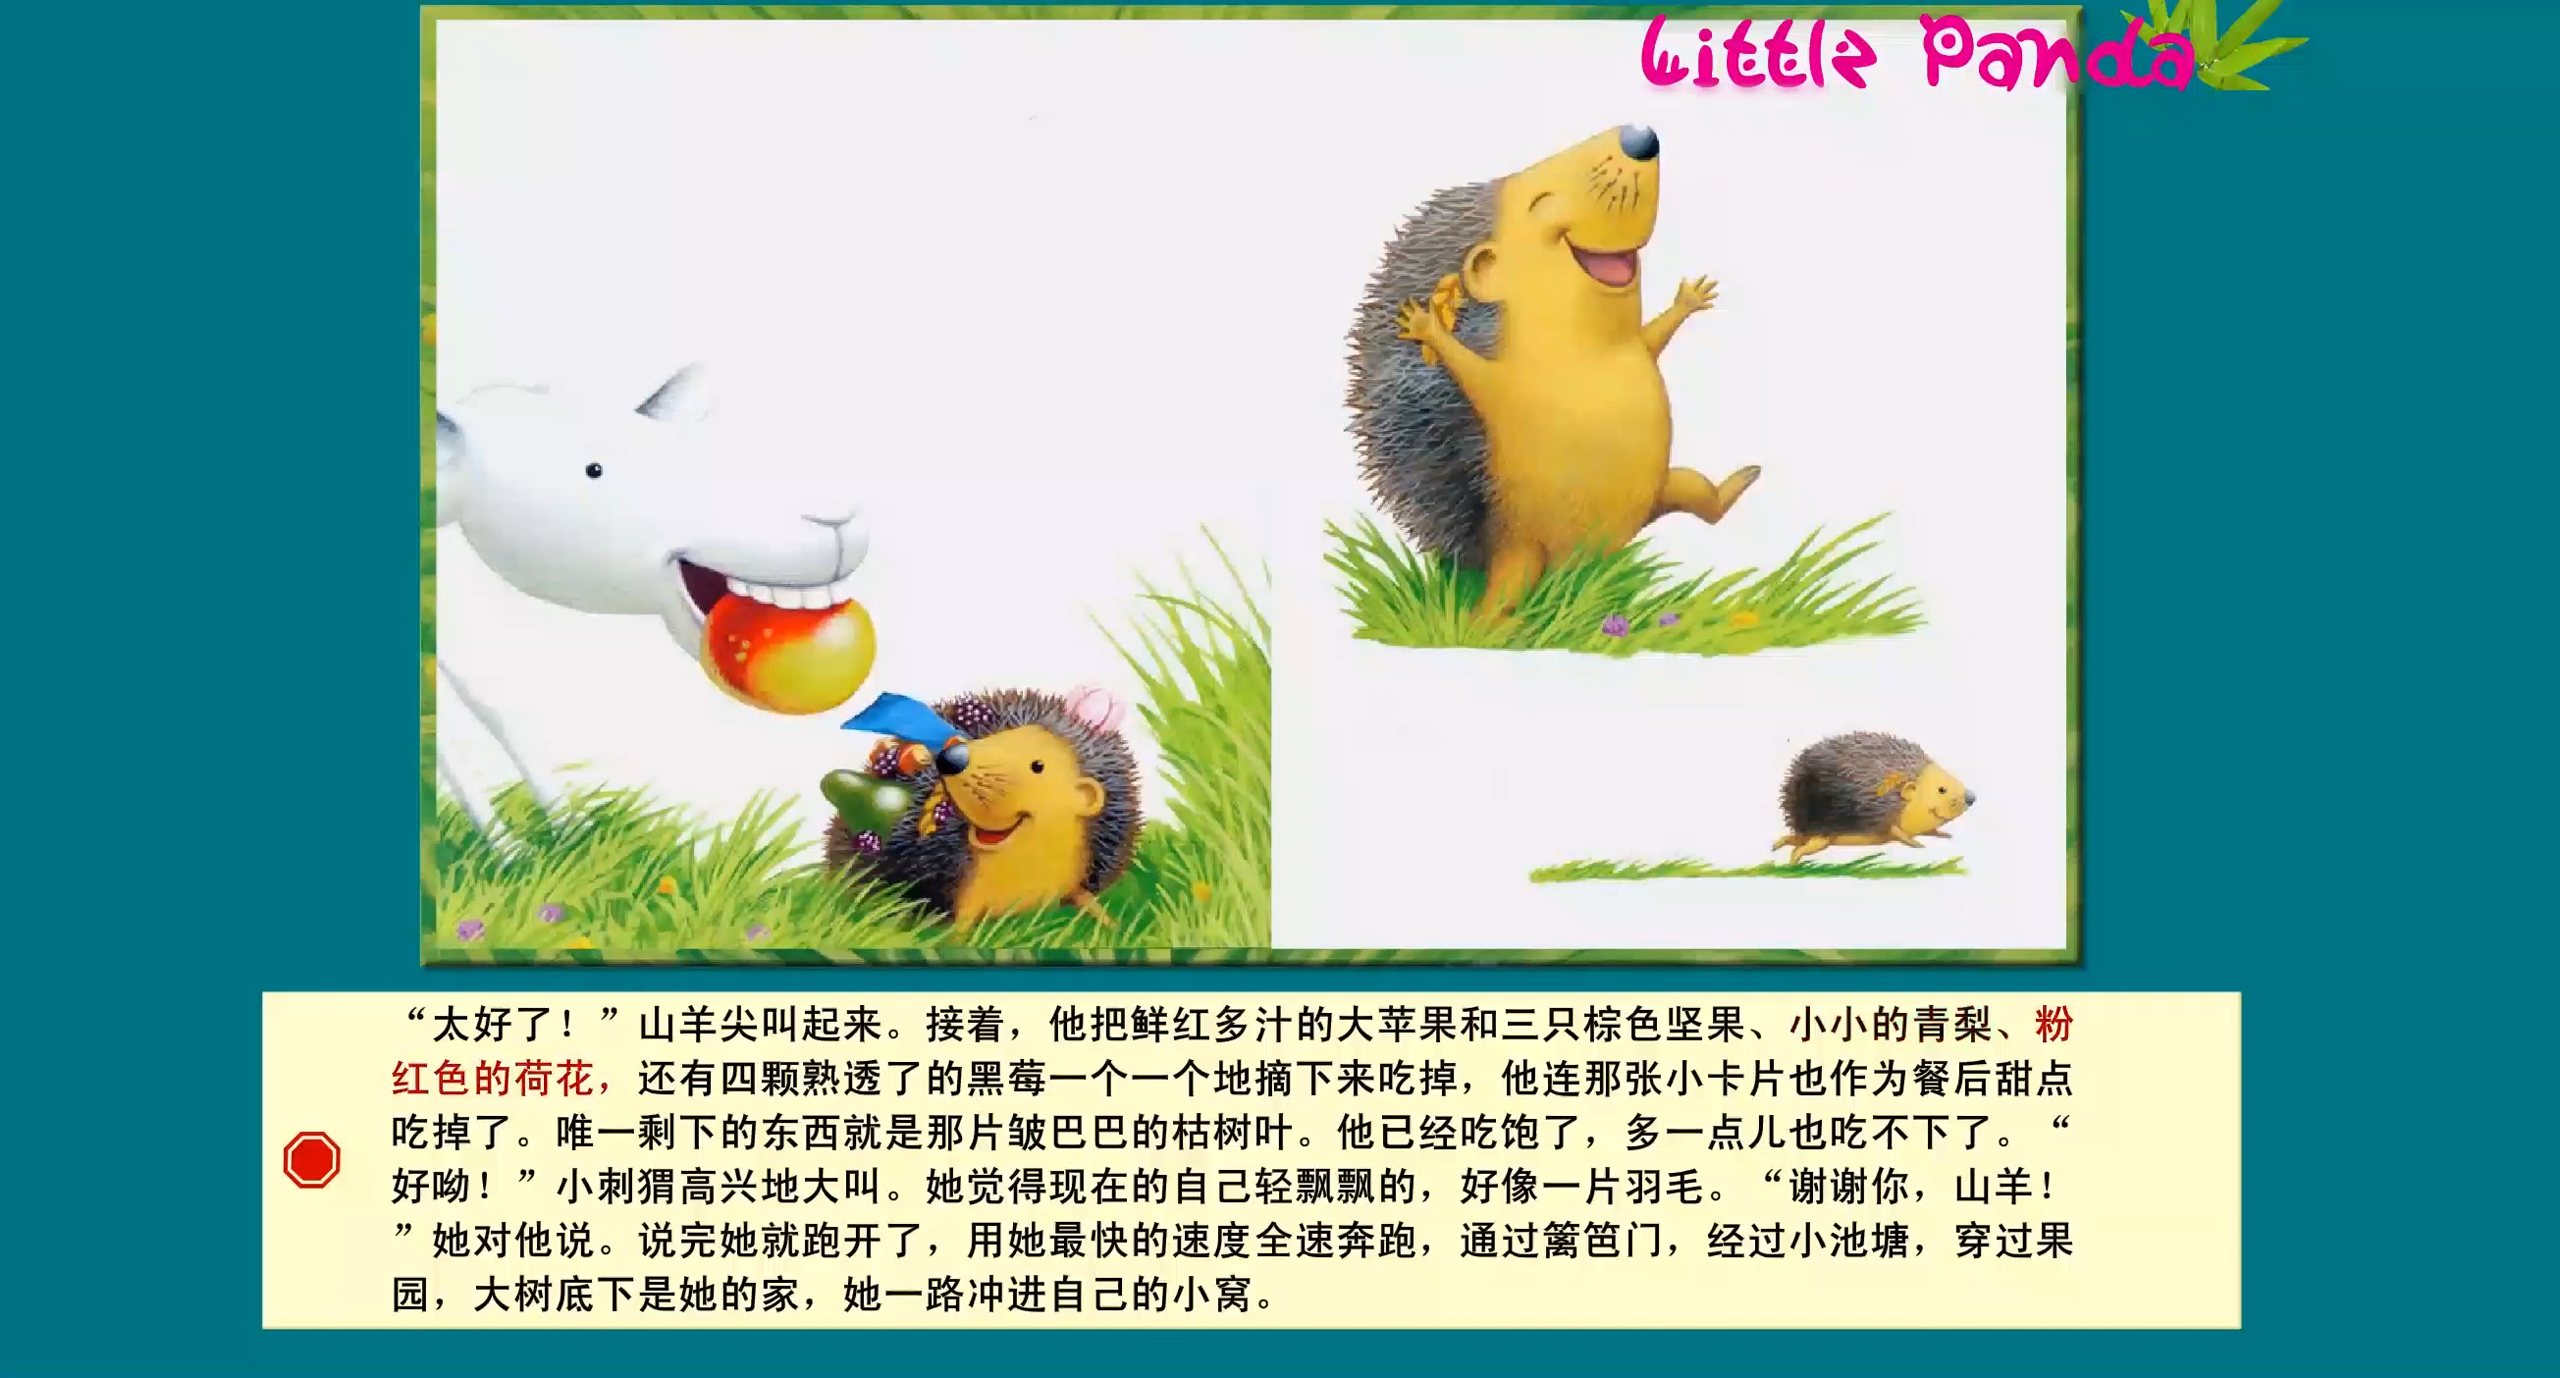 Little Panda
“太好了！”山羊尖叫起来。接着，他把鲜红多汁的大苹果和三只棕色坚果、小小的青梨、粉
红色的荷花，还有四颗熟透了的黑莓一个一个地摘下来吃掉，他连那张小卡片也作为餐后甜点
吃掉了。唯一剩下的东西就是那片皱巴巴的枯树叶。他已经吃饱了，多一点儿也吃不下了。“
好呦！”小刺猬高兴地大叫。她觉得现在的自己轻飘飘的，好像一片羽毛。“谢谢你，山羊！
”她对他说。说完她就跑开了，用她最快的速度全速奔跑，通过篱笆门，经过小池塘，穿过果
园，大树底下是她的家，她一路冲进自己的小窝。